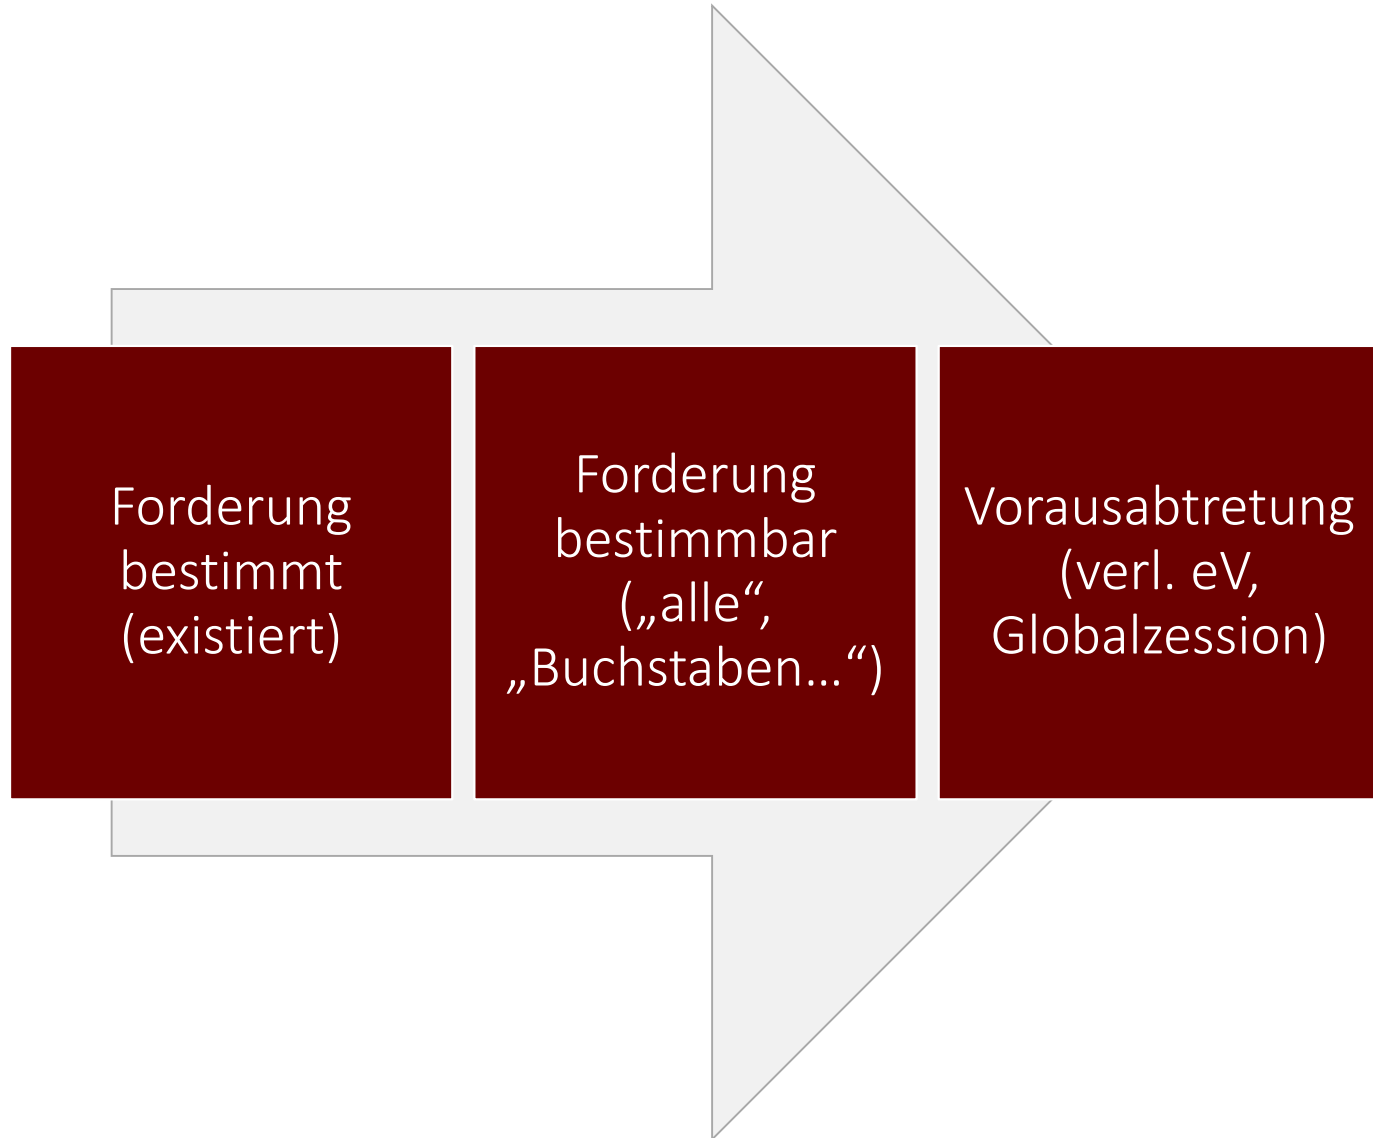 Forderung
bestimmt
(existiert)
Forderung
bestimmbar
(„alle“,
„Buchstaben…“)
Vorausabtretung
(verl. eV,
Globalzession)